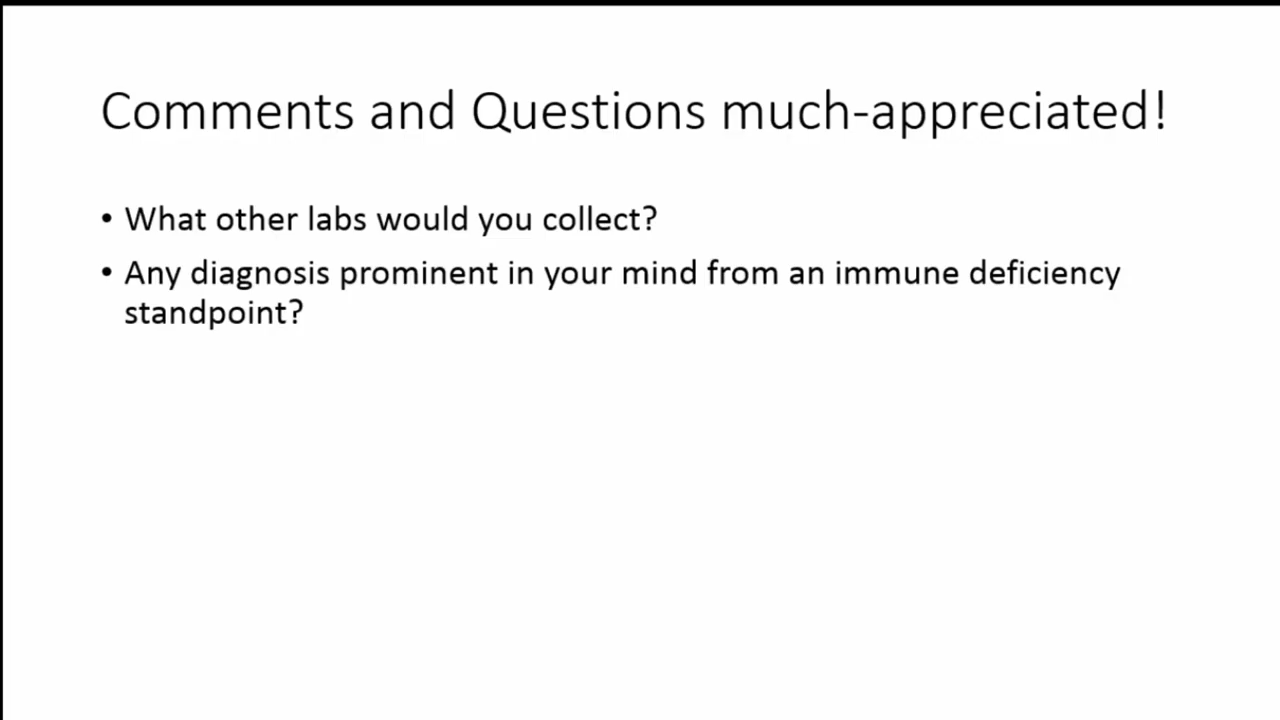 Comments and Questions much-appreciated!
• What other labs would you collect?
• Any diagnosis prominent in your mind from an immune deficiency
standpoint?